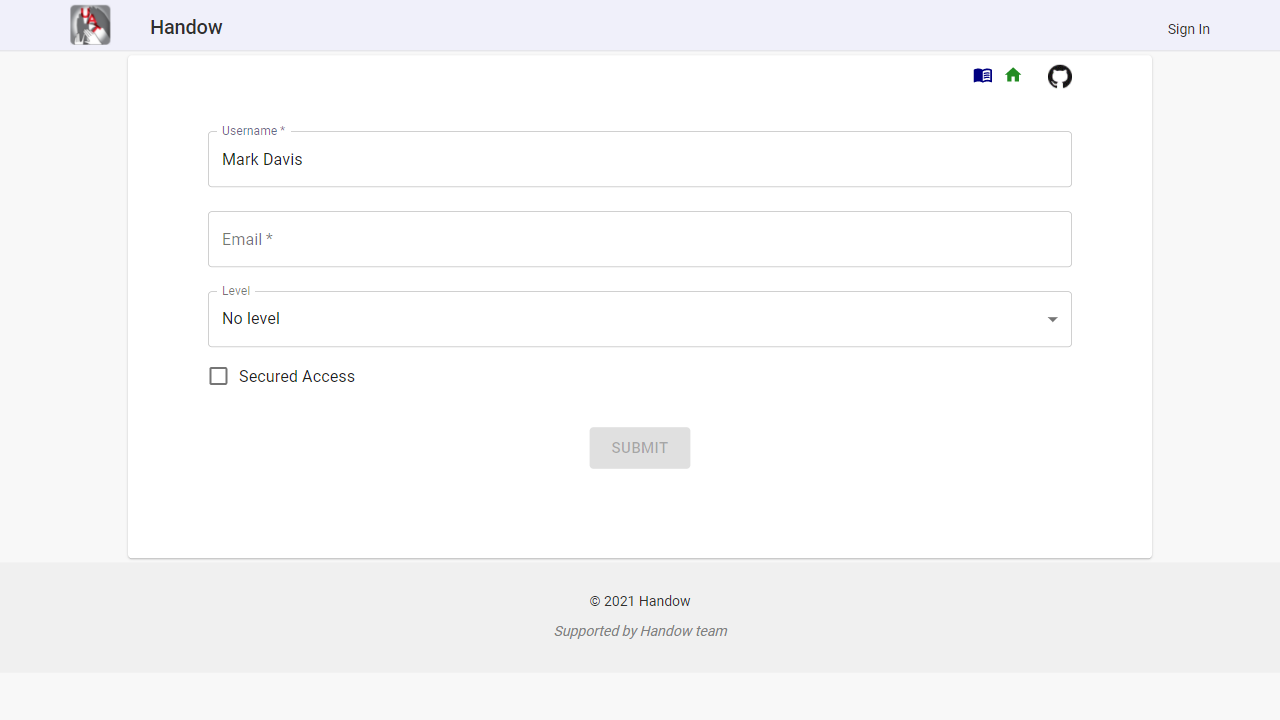 Handow
Sign In
Username *
Mark Davis
Email *
Level
No level
Secured Access
SUBMIT
© 2021 Handow
Supported by Handow team